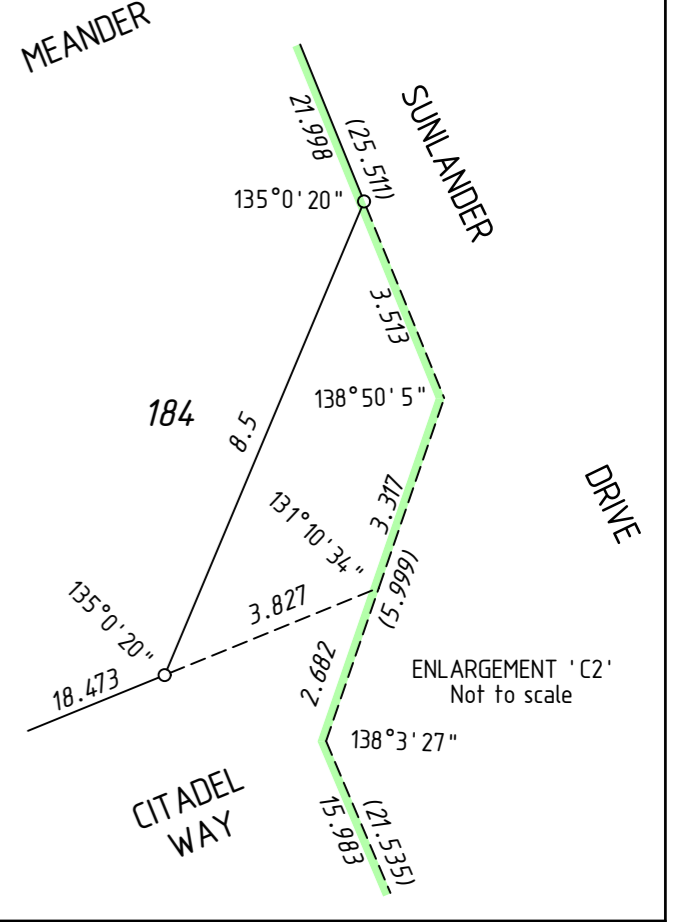 MEANDER
SUNLANDER
21.998
(25.511)
135°0'20"
3.513
138°50'5"
184
8.5
DRIVE
3.317
131°10'34"
(5.999)
135°0'20"
3.827
2.682
ENLARGEMENT 'C2'
Not to scale
18.473
138°3'27"
CITADEL
WAY
15.983
(21.535)